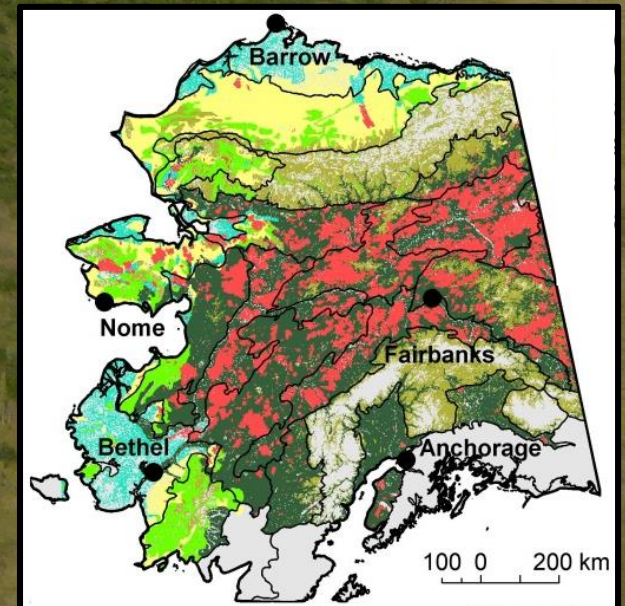 Barrow
Nome
Fairbanks
Bethel
Anchorage
100 0 200 km